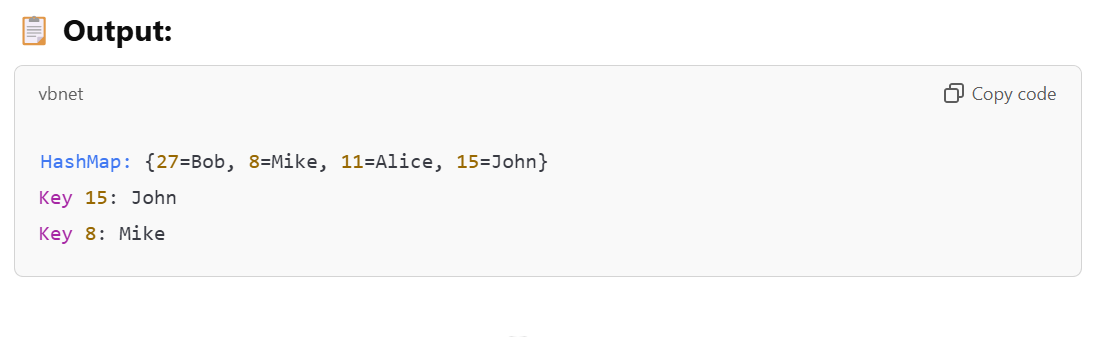 📋 Output:
vbnet
Copy code
HashMap: {27=Bob, 8=Mike, 11=Alice, 15=John}
Key 15: John
Key 8: Mike